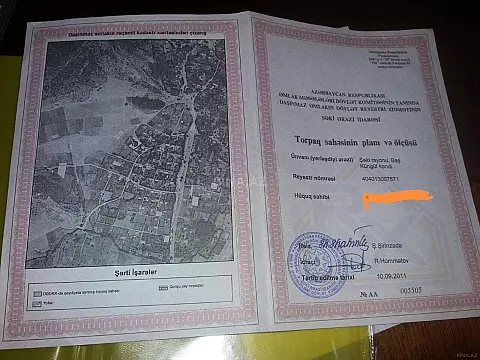 Daşınmaz əmlakın rəqəmli kadastr xəritəsindən çıxarış
Şərti İşarələr
Yollar
AZƏRBAYCAN RESPUBLİKASI
ƏMLAK MƏSƏLƏLƏRİ DÖVLƏT KOMİTƏSİNİN YANINDA
DAŞINMAZ ƏMLAKIN DÖVLƏT REYESTRİ XİDMƏTİNİN
ŞƏKİ ƏRAZİ İDARƏSİ
Torpaq sahəsinin planı və ölçüsü
Ünvanı (yerləşdiyi ərazi) Şəki rayonu, Baş
Küngüt kəndi
Reyestr nömrəsi 404013007671
Hüquq sahibi
Rəis Ş.Şirinzadə
İcraçı R.Hümmətov
Tərtib edilmə tarixi 10.09.2011
№ AA 005505